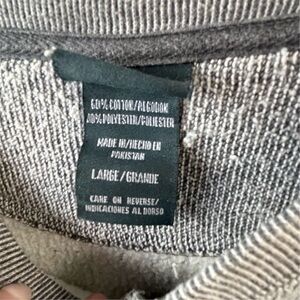 60% COTTON/ALGODON
40% POLYESTER/POLIESTER
MADE IN/HECHO EN
PAKISTAN
LARGE/GRANDE
CARE ON REVERSE/
INDICACIONES AL DORSO